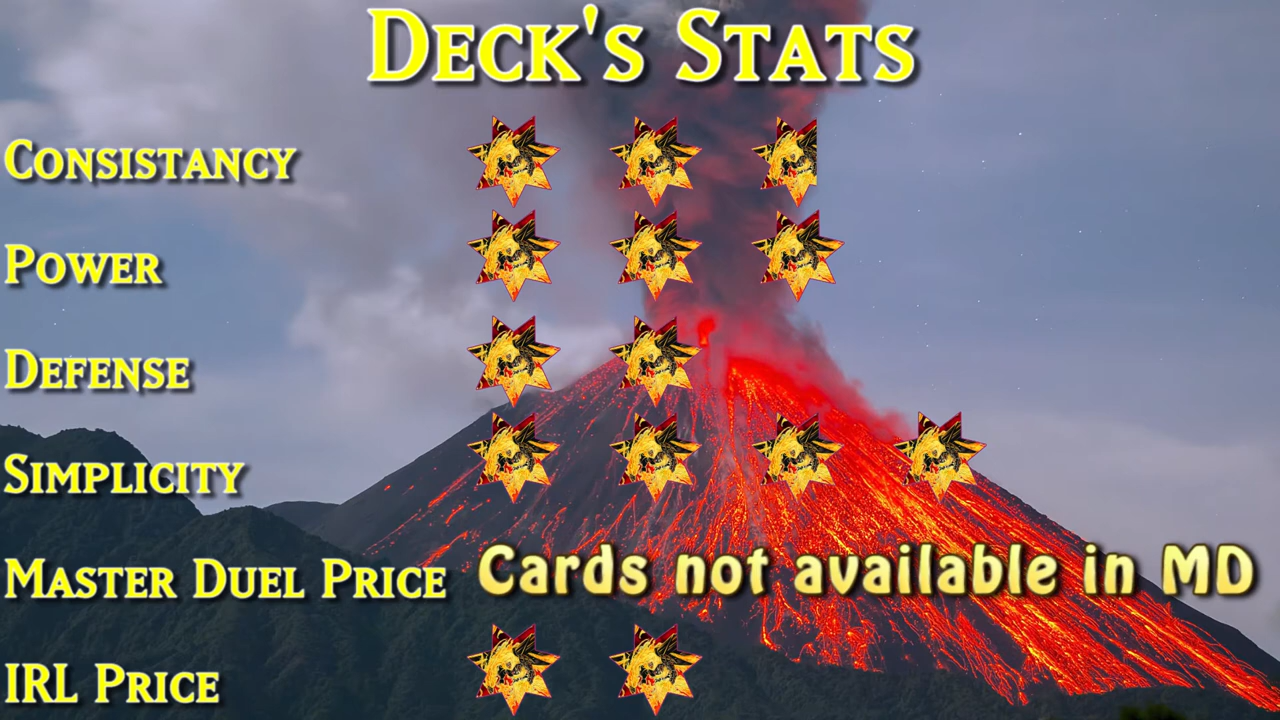 Deck's Stats
Consistancy
Power
Defense
Simplicity
Master Duel Price Cards not available in MD
IRL Price